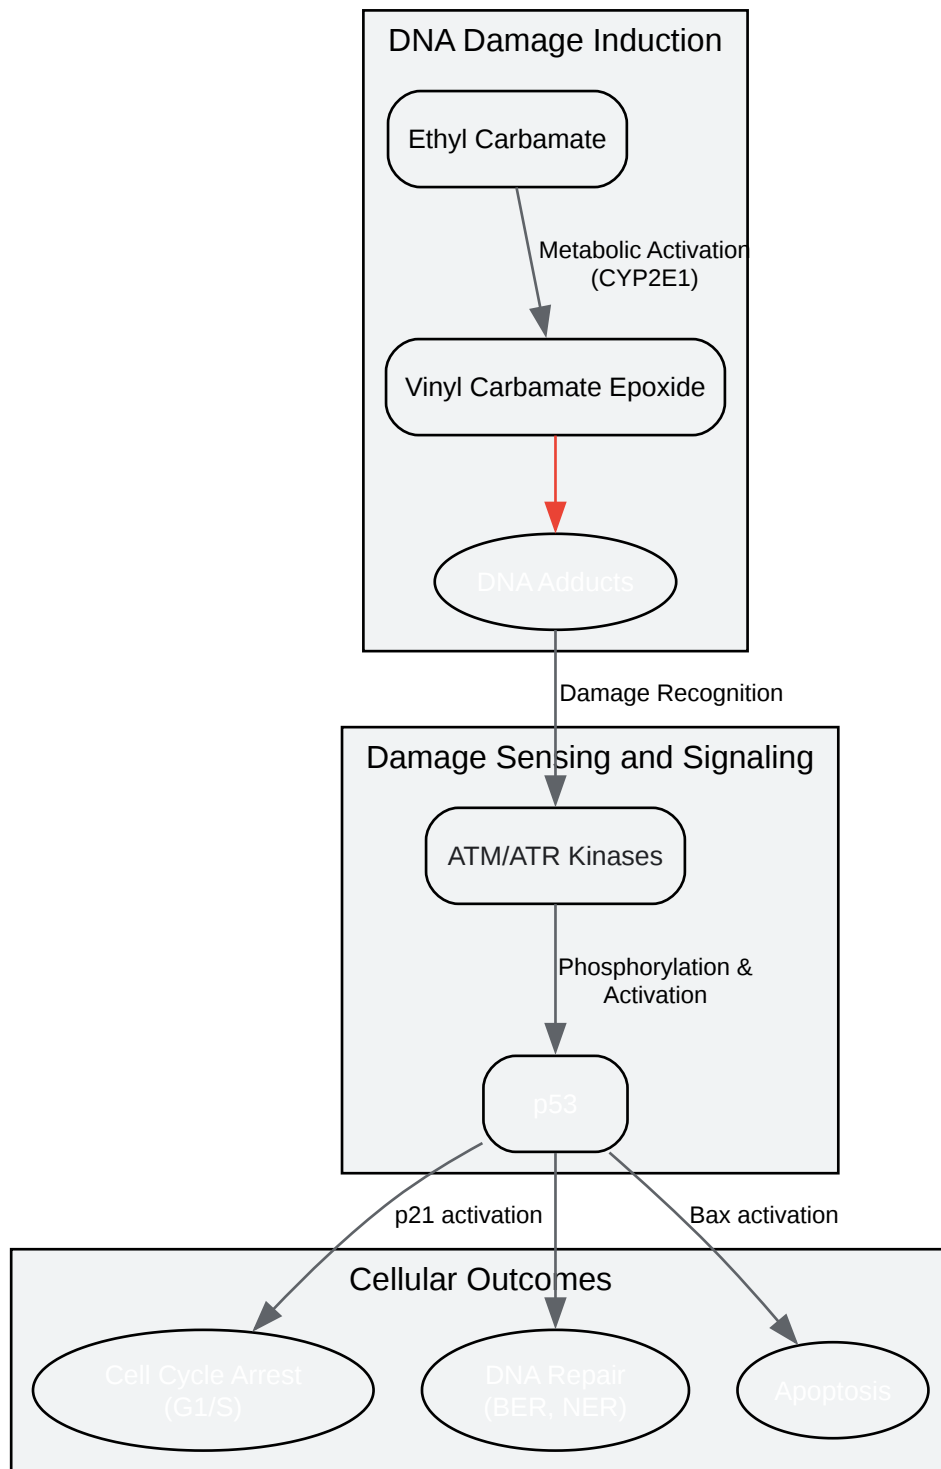 DNA Damage Induction
Ethyl Carbamate
Metabolic Activation
(CYP2E1)
Vinyl Carbamate Epoxide
DNA Adducts
Damage Recognition
Damage Sensing and Signaling
ATM/ATR Kinases
Phosphorylation &
Activation
p53
p21 activation
Bax activation
Cellular Outcomes
Cell Cycle Arrest
(G1/S)
DNA Repair
(BER, NER)
Apoptosis